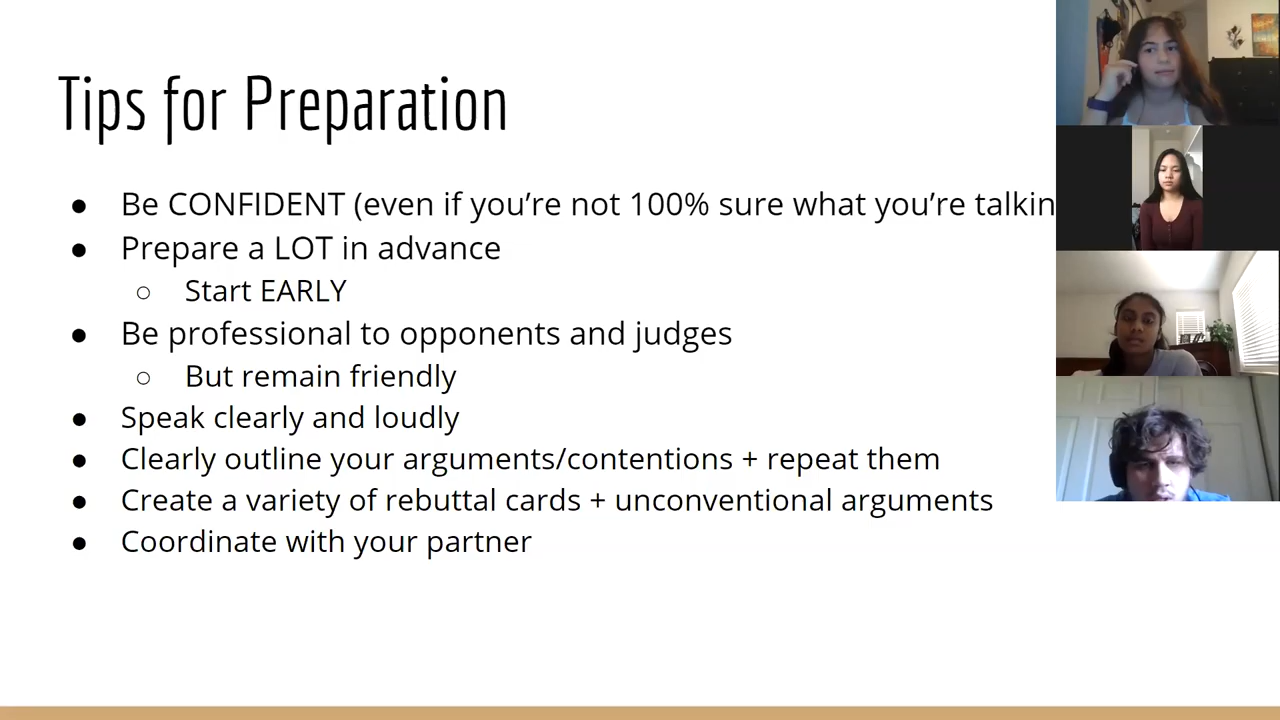 Tips for Preparation
● Be CONFIDENT (even if you're not 100% sure what you're
● Prepare a LOT in advance
○ Start EARLY
● Be professional to opponents and judges
○ But remain friendly
● Speak clearly and loudly
● Clearly outline your arguments/contentions + repeat them
● Create a variety of rebuttal cards + unconventional arguments
● Coordinate with your partner